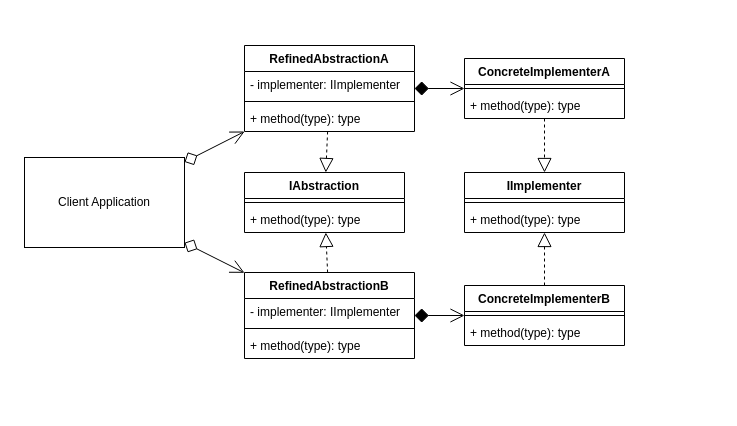 RefinedAbstractionA
- implementer: IImplementer
+ method(type): type
ConcreteImplementerA
+ method(type): type
Client Application
IAbstraction
+ method(type): type
IImplementer
+ method(type): type
RefinedAbstractionB
- implementer: IImplementer
+ method(type): type
ConcreteImplementerB
+ method(type): type